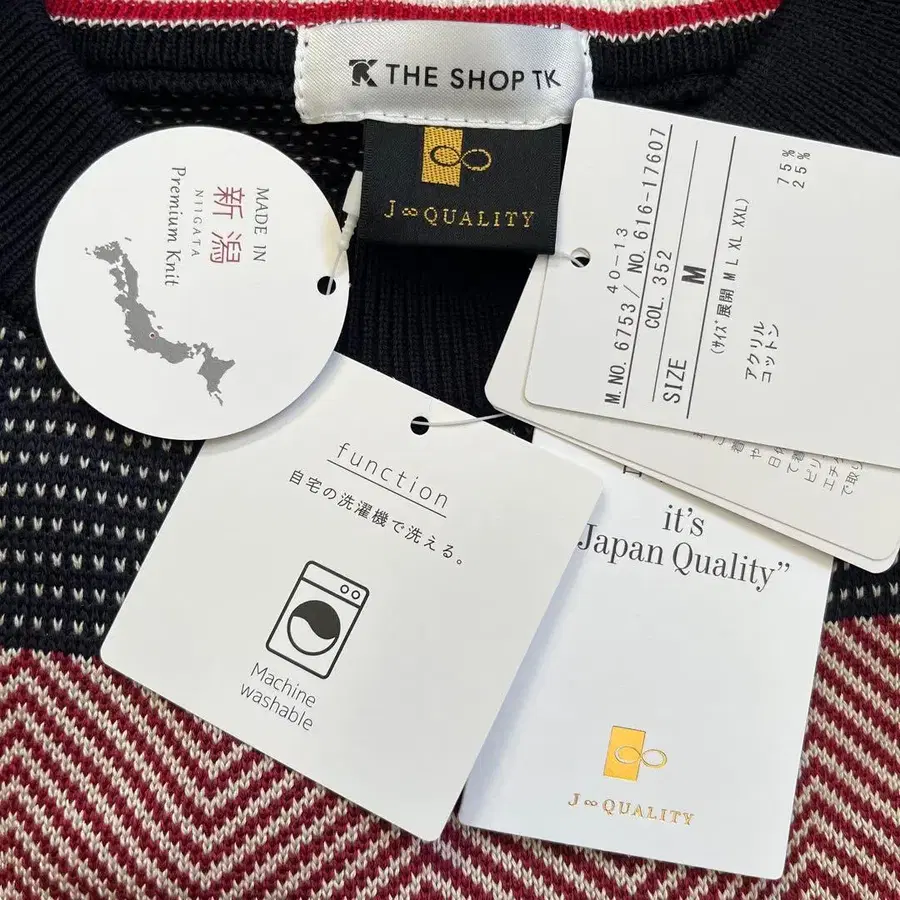 THE SHOP TK
J∞QUALITY
MADE IN
新潟
NIIGATA
Premium Knit
40-13
M. NO. 6753 / NO. 616-17607
COL. 352
SIZE M
(サイズ展開 M L XL XXL)
アクリル 75%
コットン 25%
function
自宅の洗濯機で洗える。
Machine
washable
it's
Japan Quality”
J∞QUALITY